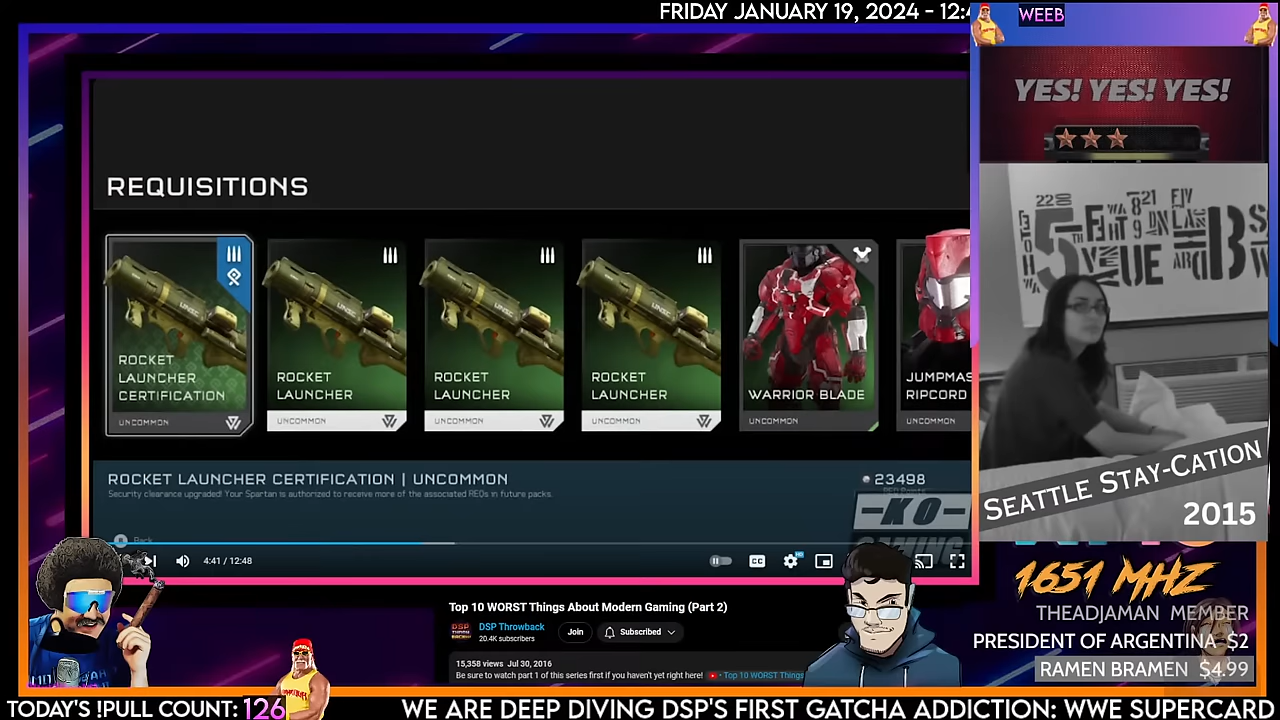 FRIDAY JANUARY 19, 2024 - 12:4
WEEB
YES! YES! YES!
REQUISITIONS
ROCKET
LAUNCHER
CERTIFICATION
UNCOMMON
ROCKET
LAUNCHER
UNCOMMON
ROCKET
LAUNCHER
UNCOMMON
ROCKET
LAUNCHER
UNCOMMON
WARRIOR BLADE
UNCOMMON
JUMPMAS
RIPCORD
UNCOMMON
ROCKET LAUNCHER CERTIFICATION | UNCOMMON
Security clearance upgraded! Your Spartan is authorized to receive more of the associated REQs in future packs.
23498
REQ Points
-KO-
GAMING
Back
4:41 / 12:48
CC
HD
SEATTLE STAY-CATION
2015
Top 10 WORST Things About Modern Gaming (Part 2)
DSP Throwback
20.4K subscribers
Join
Subscribed
15,358 views Jul 30, 2016
Be sure to watch part 1 of this series first if you haven't yet right here! • Top 10 WORST Things
1651 MHZ
THEADJAMAN MEMBER
PRESIDENT OF ARGENTINA $2
RAMEN BRAMEN $4.99
TODAY'S !PULL COUNT: 126
WE ARE DEEP DIVING DSP'S FIRST GATCHA ADDICTION: WWE SUPERCARD